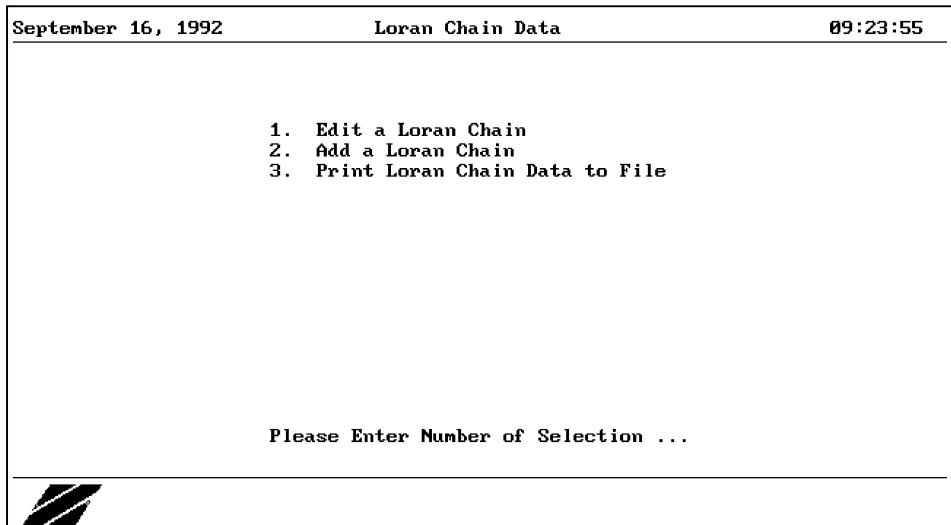 September 16, 1992 Loran Chain Data 09:23:55
1. Edit a Loran Chain
2. Add a Loran Chain
3. Print Loran Chain Data to File
Please Enter Number of Selection ...